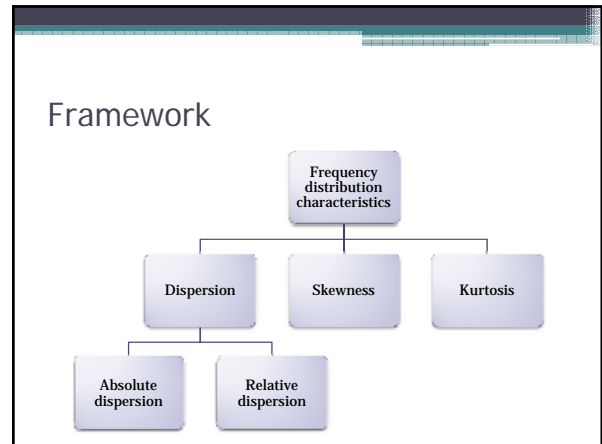 Framework
Frequency
distribution
characteristics
Dispersion
Skewness
Kurtosis
Absolute
dispersion
Relative
dispersion